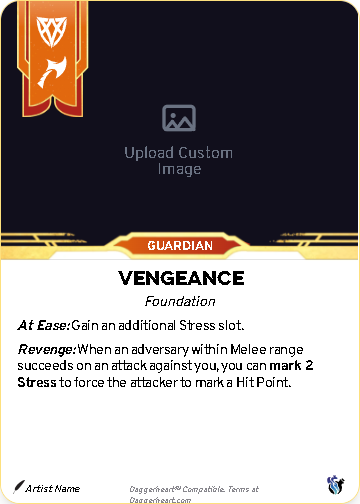 Upload Custom
Image
GUARDIAN
VENGEANCE
Foundation
At Ease: Gain an additional Stress slot.
Revenge: When an adversary within Melee range
succeeds on an attack against you, you can mark 2
Stress to force the attacker to mark a Hit Point.
Artist Name
Daggerheart™ Compatible. Terms at
Daggerheart.com